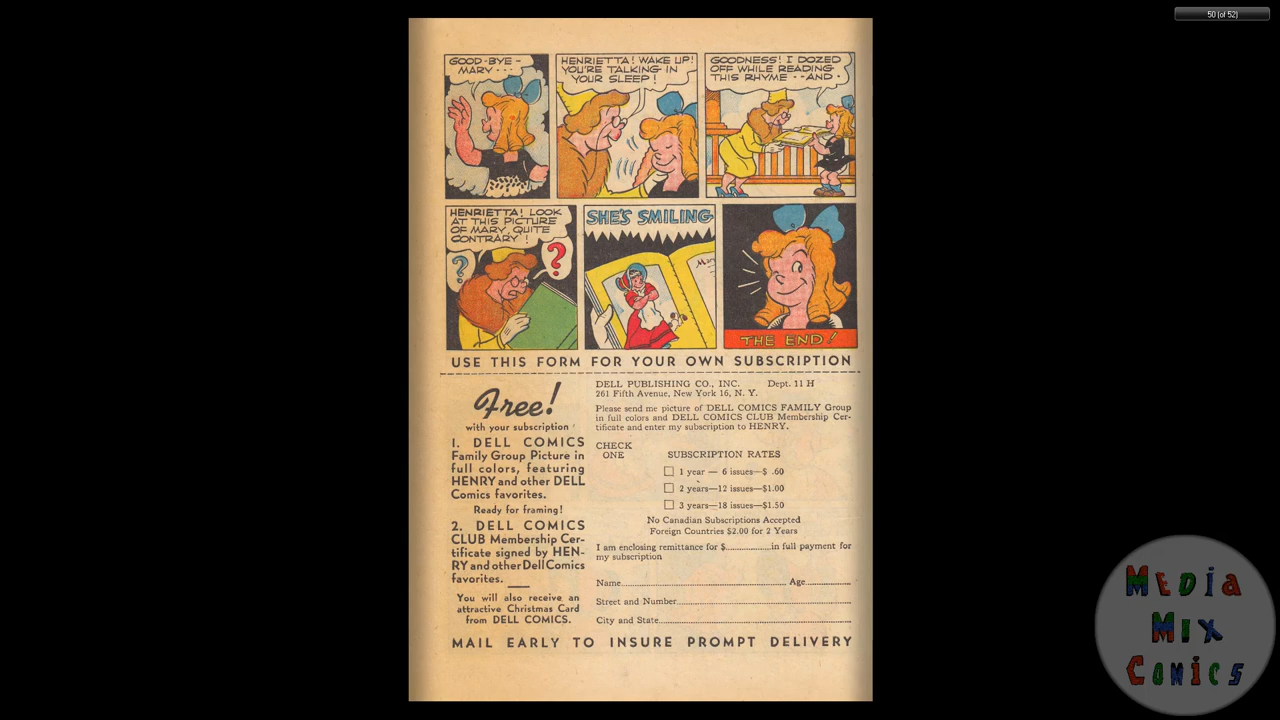 50 (of 52)
GOOD-BYE-
MARY...
HENRIETTA! WAKE UP!
YOU'RE TALKING IN
YOUR SLEEP!
GOODNESS! I DOZED
OFF WHILE READING
THIS RHYME --AND-
HENRIETTA! LOOK
AT THIS PICTURE
OF MARY, QUITE
CONTRARY!
?
?
SHE'S SMILING
Mary
THE END!
USE THIS FORM FOR YOUR OWN SUBSCRIPTION
Free!
with your subscription
1. DELL COMICS
Family Group Picture in
full colors, featuring
HENRY and other DELL
Comics favorites.
Ready for framing!
2. DELL COMICS
CLUB Membership Cer-
tificate signed by HEN-
RY and other Dell Comics
favorites.
You will also receive an
attractive Christmas Card
from DELL COMICS.
DELL PUBLISHING CO., INC. Dept. 11 H
261 Fifth Avenue, New York 16, N. Y.
Please send me picture of DELL COMICS FAMILY Group
in full colors and DELL COMICS CLUB Membership Cer-
tificate and enter my subscription to HENRY.
CHECK
ONE
SUBSCRIPTION RATES
1 year — 6 issues—$ .60
2 years—12 issues—$1.00
3 years—18 issues—$1.50
No Canadian Subscriptions Accepted
Foreign Countries $2.00 for 2 Years
I am enclosing remittance for $..............in full payment for
my subscription
Name.................... Age..............
Street and Number....................
City and State....................
MAIL EARLY TO INSURE PROMPT DELIVERY
MEDIA
MIX
COMICS